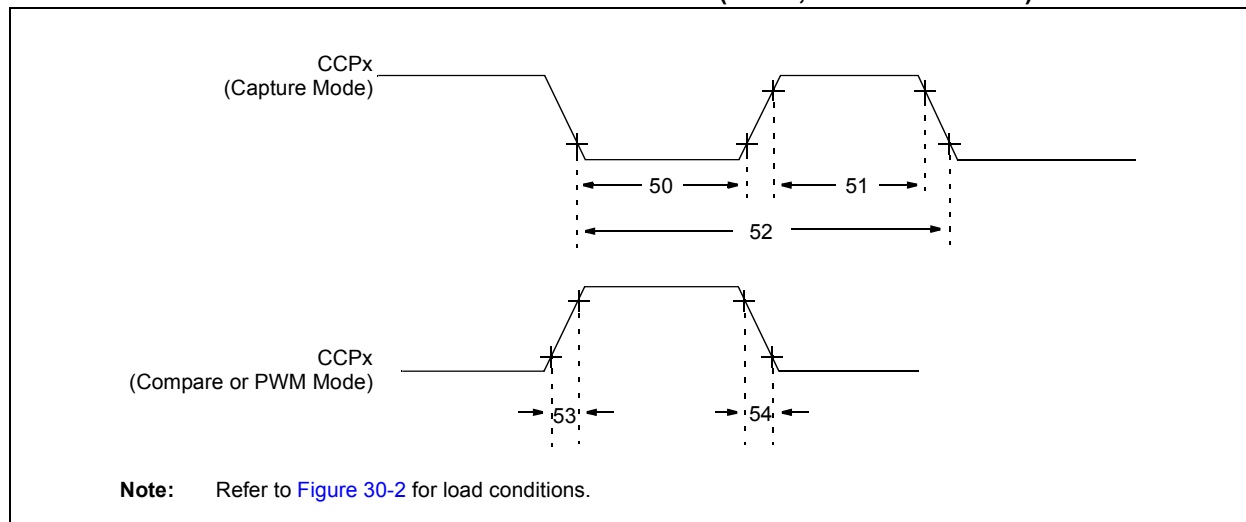 CCPx
(Capture Mode)
50
51
52
CCPx
(Compare or PWM Mode)
53
54
Note: Refer to Figure 30-2 for load conditions.